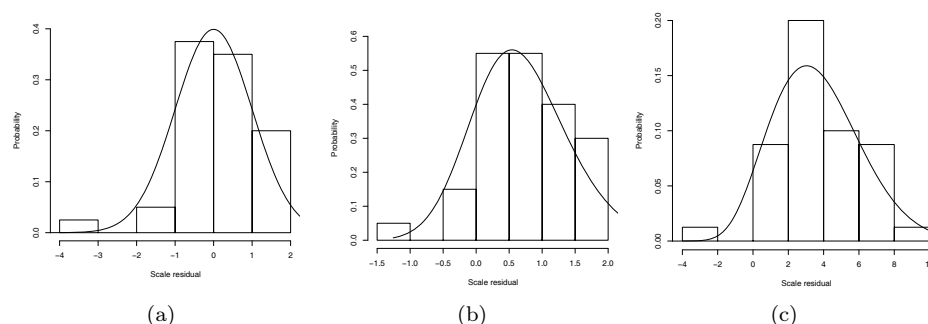 0.0 0.1 0.2 0.3 0.4
Probability
−4 −3 −2 −1 0 1 2
Scale residual
(a)
0.0 0.1 0.2 0.3 0.4 0.5 0.6
Probability
−1.5 −1.0 −0.5 0.0 0.5 1.0 1.5 2.0
Scale residual
(b)
0.00 0.05 0.10 0.15 0.20
Probability
−4 −2 0 2 4 6 8
Scale residual
(c)